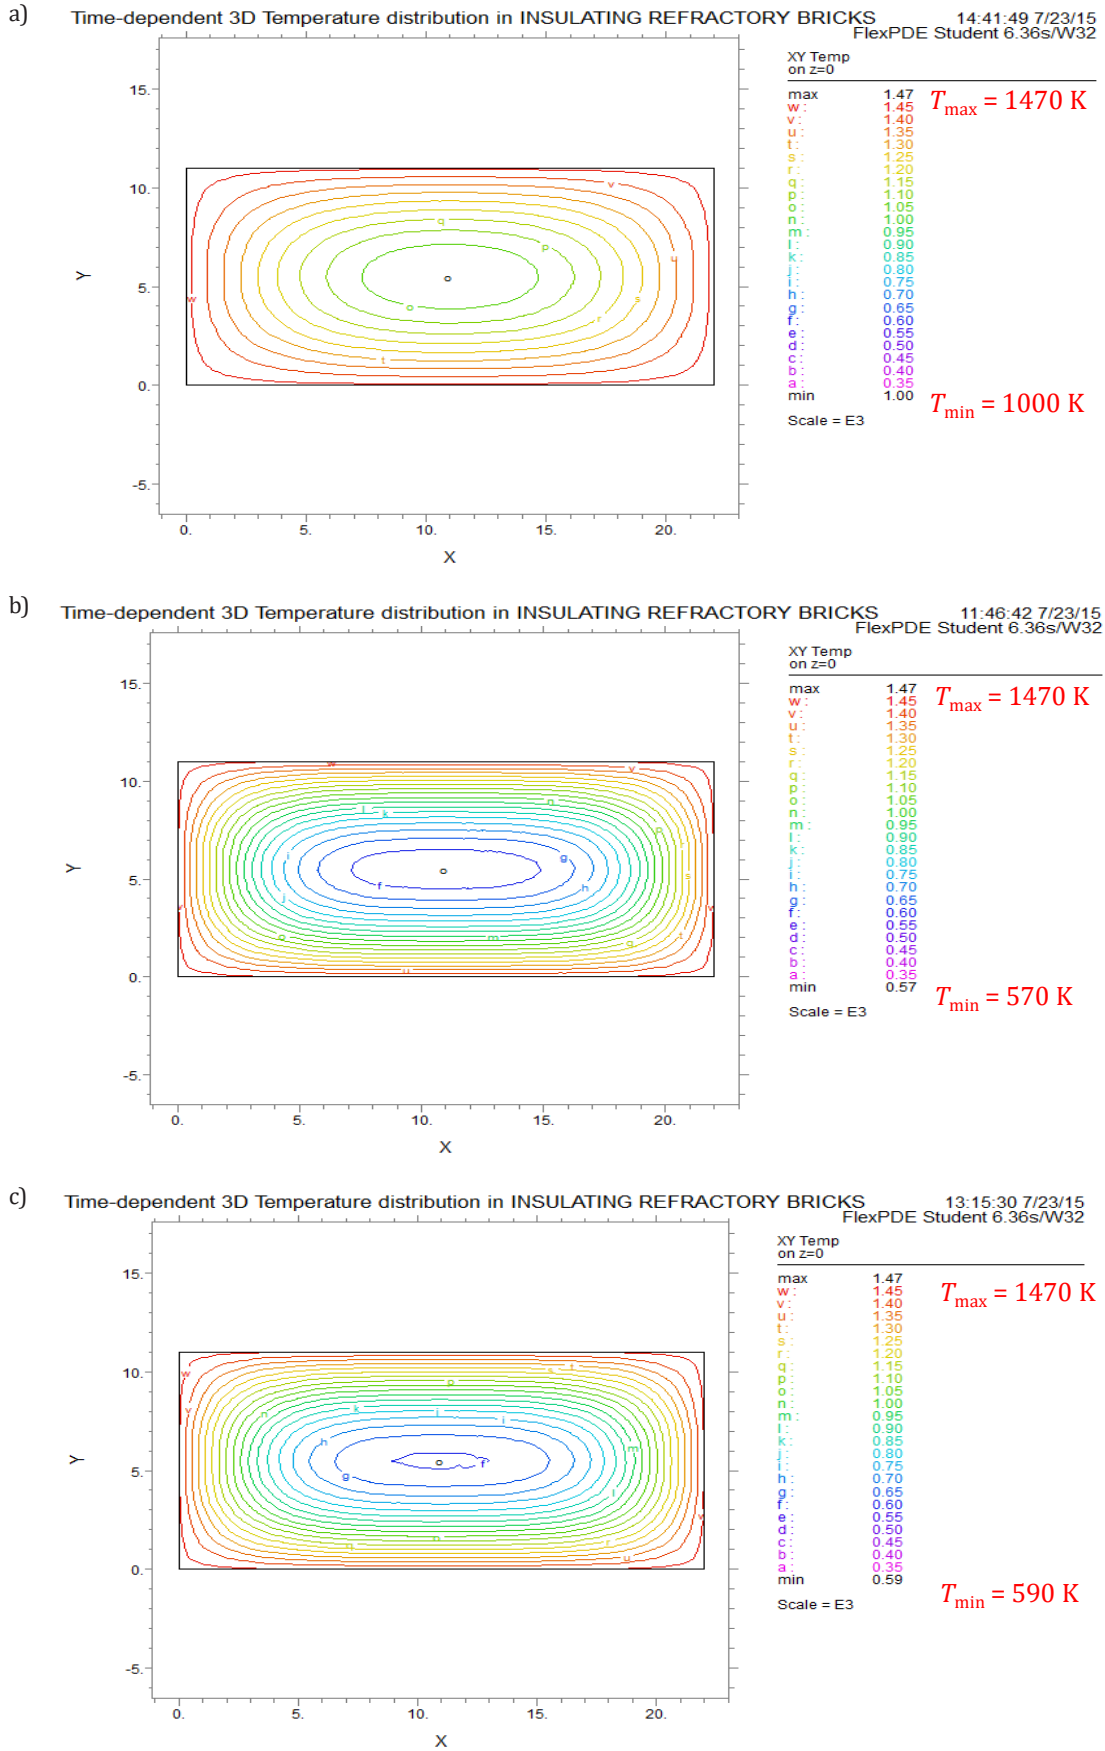 a)
Time-dependent 3D Temperature distribution in INSULATING REFRACTORY BRICKS 14:41:49 7/23/15
FlexPDE Student 6.36s/W32
XY Temp
on z=0
max 1.47 Tmax = 1470 K
w : 1.45
v : 1.40
u : 1.35
t : 1.30
s : 1.25
r : 1.20
q : 1.15
p : 1.10
o : 1.05
n : 1.00
m : 0.95
l : 0.90
k : 0.85
j : 0.80
i : 0.75
h : 0.70
g : 0.65
f : 0.60
e : 0.55
d : 0.50
c : 0.45
b : 0.40
a : 0.35
min 1.00 Tmin = 1000 K
Scale = E3
15.
10.
5.
0.
-5.
Y
v
q
p
u
o
w
s
o
r
t
0. 5. 10. 15. 20.
X
b)
Time-dependent 3D Temperature distribution in INSULATING REFRACTORY BRICKS 11:46:42 7/23/15
FlexPDE Student 6.36s/W32
XY Temp
on z=0
max 1.47 Tmax = 1470 K
w : 1.45
v : 1.40
u : 1.35
t : 1.30
s : 1.25
r : 1.20
q : 1.15
p : 1.10
o : 1.05
n : 1.00
m : 0.95
l : 0.90
k : 0.85
j : 0.80
i : 0.75
h : 0.70
g : 0.65
f : 0.60
e : 0.55
d : 0.50
c : 0.45
b : 0.40
a : 0.35
min 0.57 Tmin = 570 K
Scale = E3
15.
10.
5.
0.
-5.
Y
w v
l k n
p
r
i g
o s
f h
j
v v
o m q t
u
0. 5. 10. 15. 20.
X
c)
Time-dependent 3D Temperature distribution in INSULATING REFRACTORY BRICKS 13:15:30 7/23/15
FlexPDE Student 6.36s/W32
XY Temp
on z=0
max 1.47 Tmax = 1470 K
w : 1.45
v : 1.40
u : 1.35
t : 1.30
s : 1.25
r : 1.20
q : 1.15
p : 1.10
o : 1.05
n : 1.00
m : 0.95
l : 0.90
k : 0.85
j : 0.80
i : 0.75
h : 0.70
g : 0.65
f : 0.60
e : 0.55
d : 0.50
c : 0.45
b : 0.40
a : 0.35
min 0.59 Tmin = 590 K
Scale = E3
15.
10.
5.
0.
-5.
Y
w s t
p
v n k j i
h m
o f
g
l
v
q o r
u
0. 5. 10. 15. 20.
X